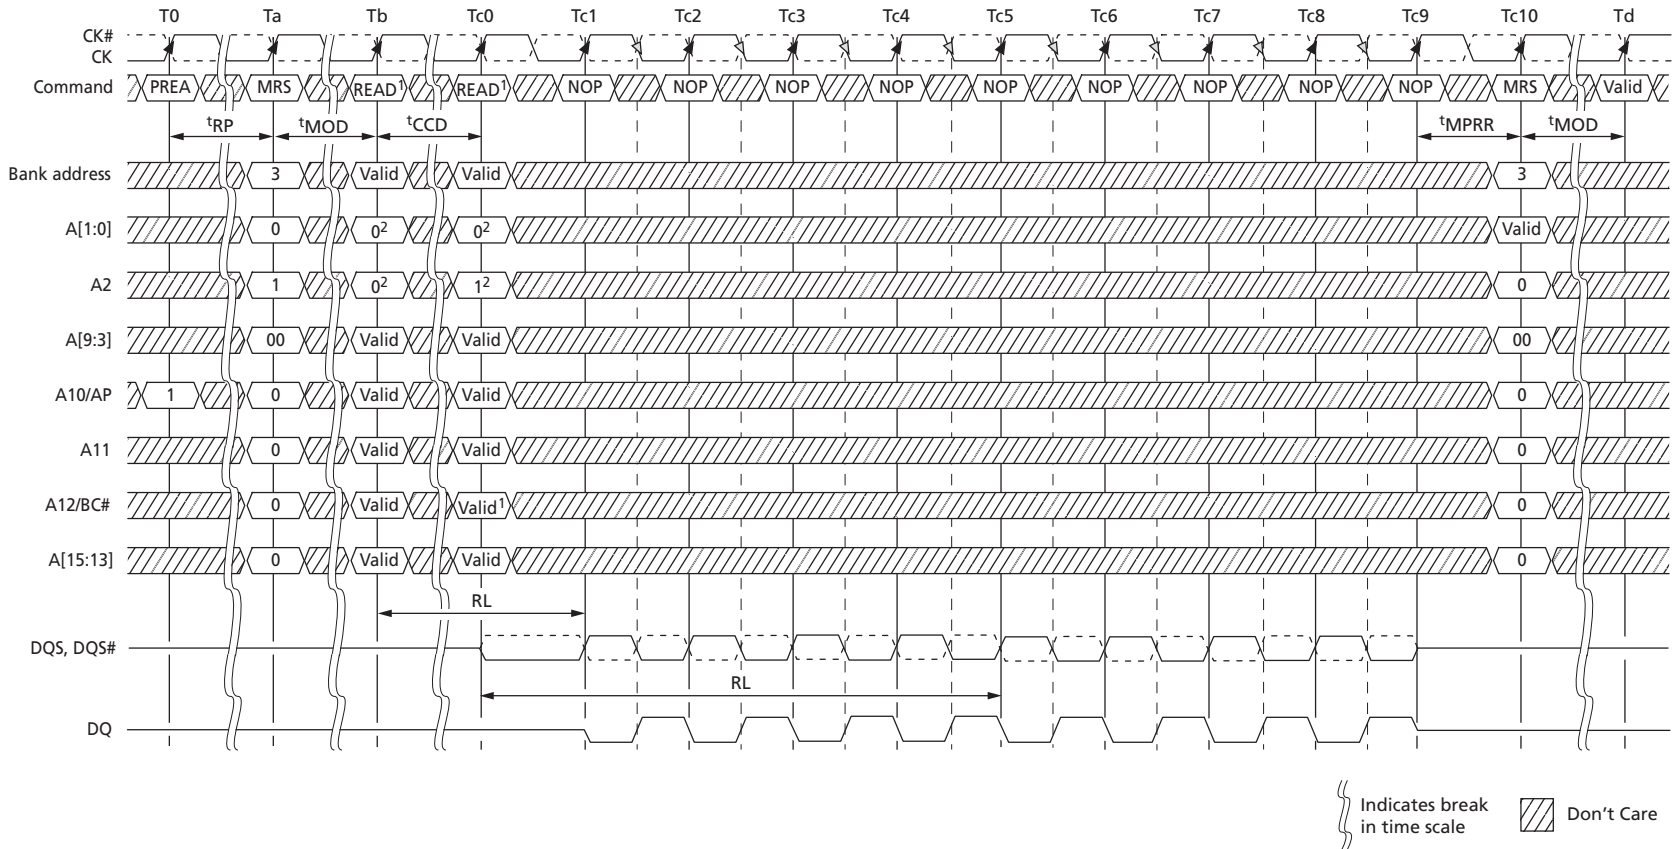 T0 Ta Tb Tc0 Tc1 Tc2 Tc3 Tc4 Tc5 Tc6 Tc7 Tc8 Tc9 Tc10 Td
CK#
CK
Command PREA MRS READ1 READ1 NOP NOP NOP NOP NOP NOP NOP NOP NOP MRS Valid
tRP tMOD tCCD tMPRR tMOD
Bank address 3 Valid Valid 3
A[1:0] 0 0² 0² Valid
A2 1 0² 1² 0
A[9:3] 00 Valid Valid 00
A10/AP 1 0 Valid Valid 0
A11 0 Valid Valid 0
A12/BC# 0 Valid Valid1 0
A[15:13] 0 Valid Valid 0
RL
DQS, DQS#
RL
DQ
Indicates break
in time scale
Don't Care